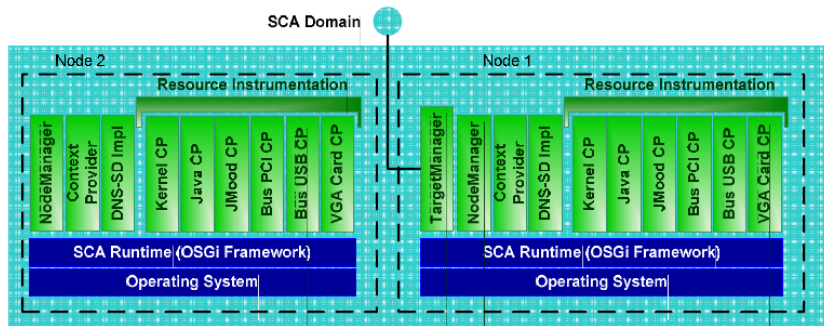 SCA Domain
Node 2
Resource Instrumentation
NodeManager
Context Provider
DNS-SD Impl
Kernel CP
Java CP
JMood CP
Bus PCI CP
Bus USB CP
VGA Card CP
SCA Runtime (OSGi Framework)
Operating System
Node 1
Resource Instrumentation
TargetManager
NodeManager
Context Provider
DNS-SD Impl
Kernel CP
Java CP
JMood CP
Bus PCI CP
Bus USB CP
VGA Card CP
SCA Runtime (OSGi Framework)
Operating System